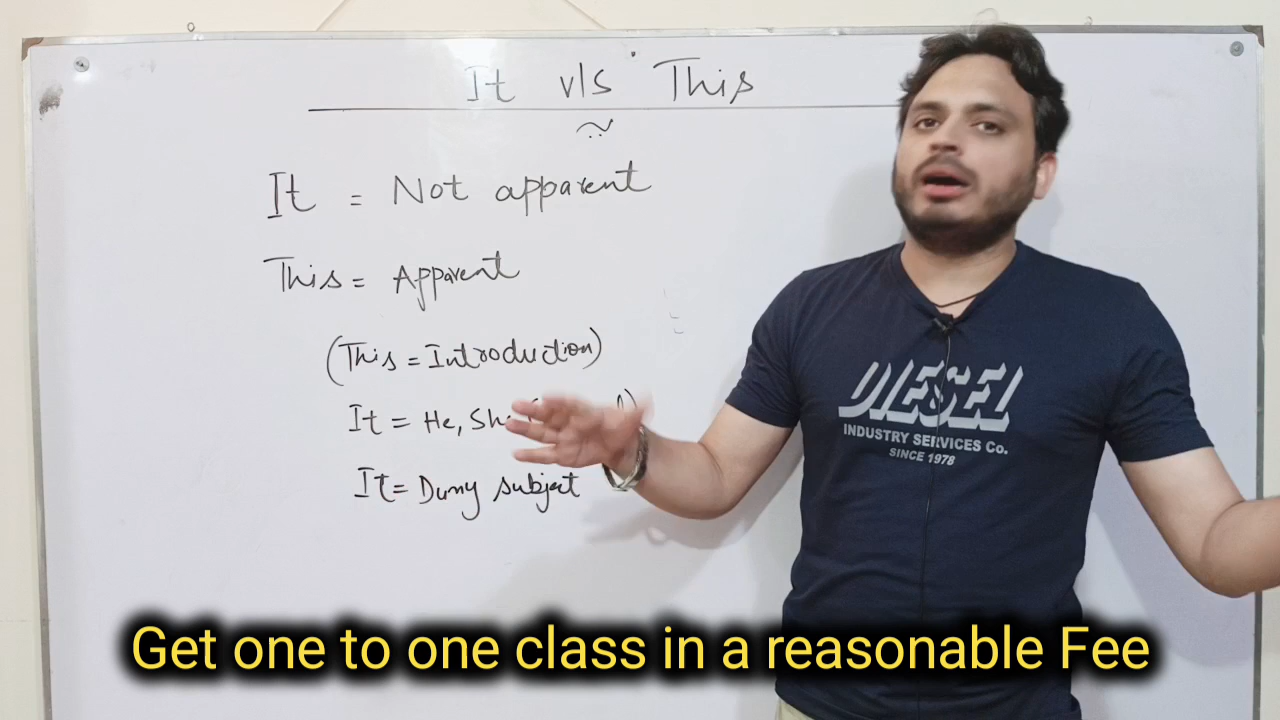 It v/s This
It = Not apparent
This = Apparent
(This = Introduction)
It = He, She
It = Dumy subject
DIESEL
INDUSTRY SERVICES Co.
SINCE 1978
Get one to one class in a reasonable Fee